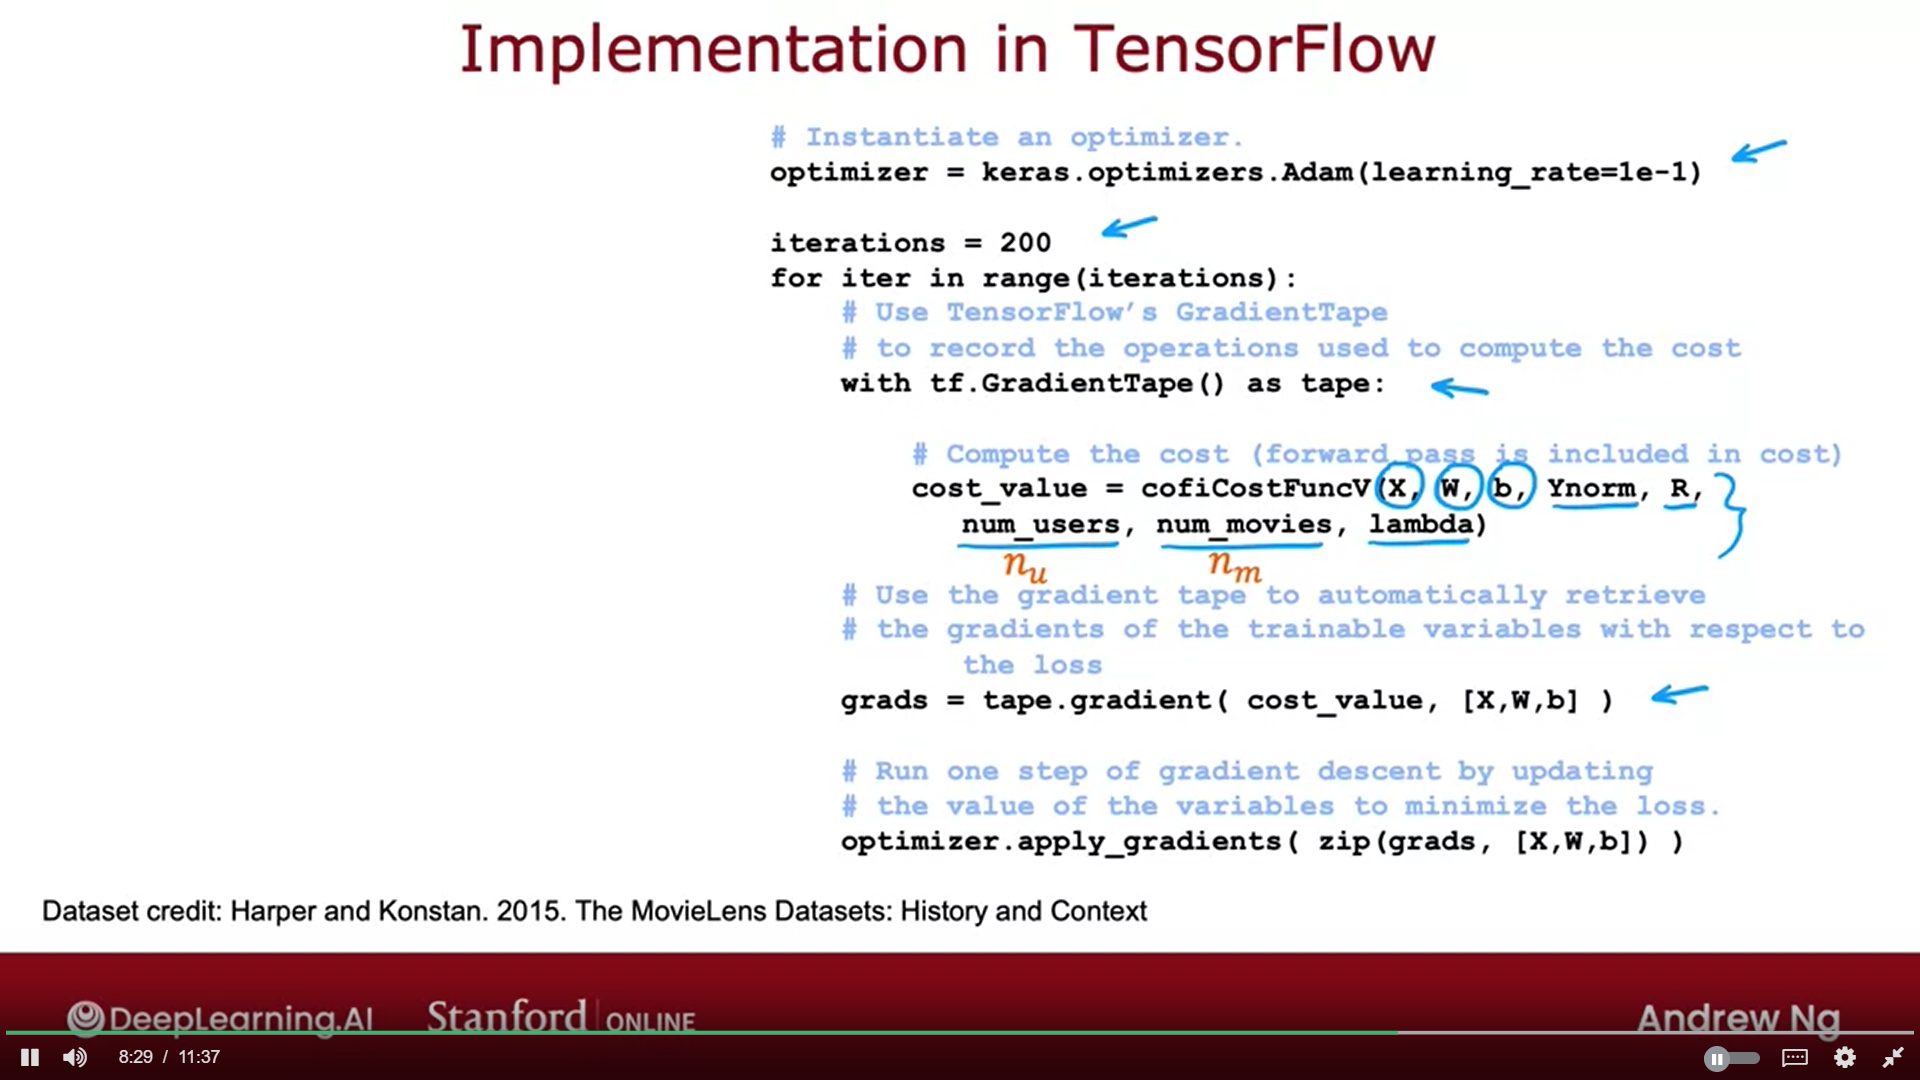 Implementation in TensorFlow
# Instantiate an optimizer.
optimizer = keras.optimizers.Adam(learning_rate=1e-1)
iterations = 200
for iter in range(iterations):
# Use TensorFlow’s GradientTape
# to record the operations used to compute the cost
with tf.GradientTape() as tape:
# Compute the cost (forward pass is included in cost)
cost_value = cofiCostFuncV(X, W, b, Ynorm, R,
num_users, num_movies, lambda)
nu nm
# Use the gradient tape to automatically retrieve
# the gradients of the trainable variables with respect to
the loss
grads = tape.gradient( cost_value, [X,W,b] )
# Run one step of gradient descent by updating
# the value of the variables to minimize the loss.
optimizer.apply_gradients( zip(grads, [X,W,b]) )
Dataset credit: Harper and Konstan. 2015. The MovieLens Datasets: History and Context
DeepLearning.AI Stanford ONLINE Andrew Ng
8:29 / 11:37